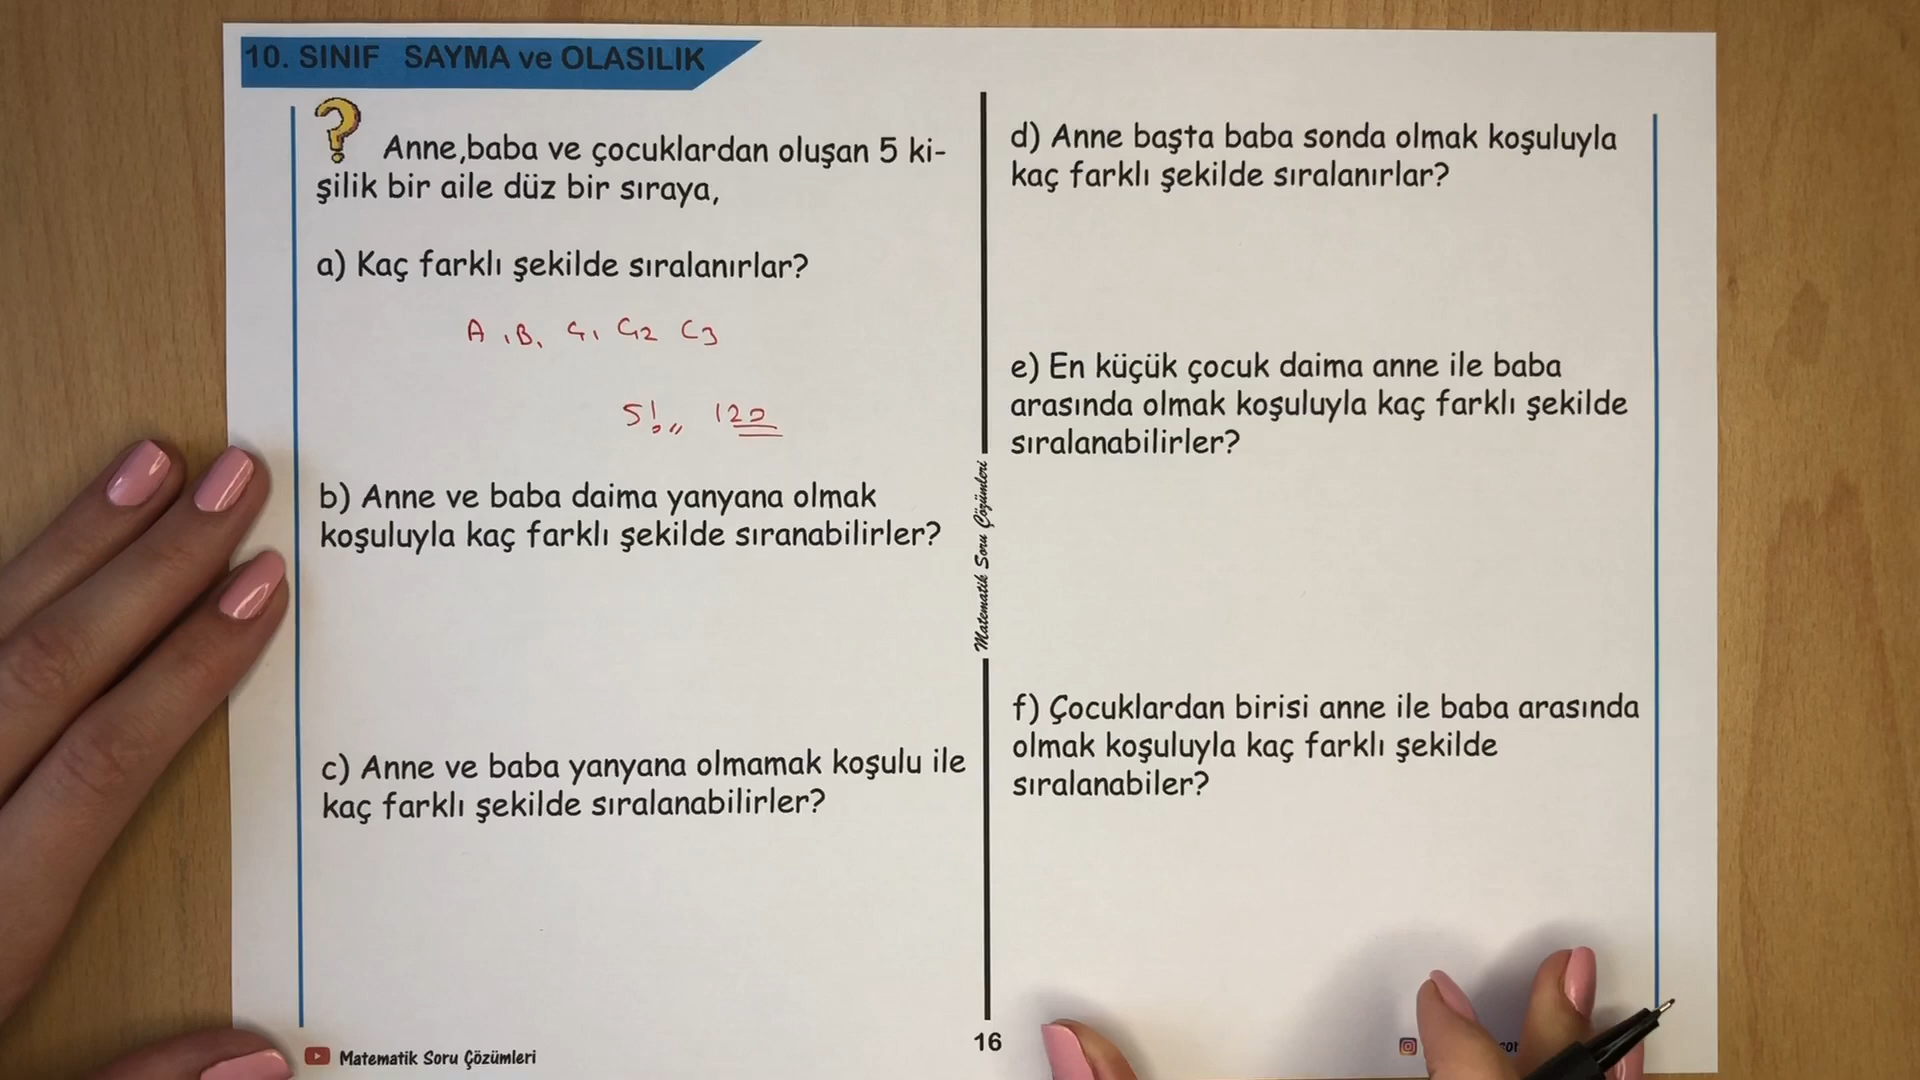 10. SINIF SAYMA ve OLASILIK
Anne,baba ve çocuklardan oluşan 5 ki-
şilik bir aile düz bir sıraya,
a) Kaç farklı şekilde sıralanırlar?
A , B, Ç1 Ç2 Ç3
5! 120
b) Anne ve baba daima yanyana olmak
koşuluyla kaç farklı şekilde sıranabilirler?
c) Anne ve baba yanyana olmamak koşulu ile
kaç farklı şekilde sıralanabilirler?
Matematik Soru Çözümleri
d) Anne başta baba sonda olmak koşuluyla
kaç farklı şekilde sıralanırlar?
e) En küçük çocuk daima anne ile baba
arasında olmak koşuluyla kaç farklı şekilde
sıralanabilirler?
f) Çocuklardan birisi anne ile baba arasında
olmak koşuluyla kaç farklı şekilde
sıralanabiler?
Matematik Soru Çözümleri
16